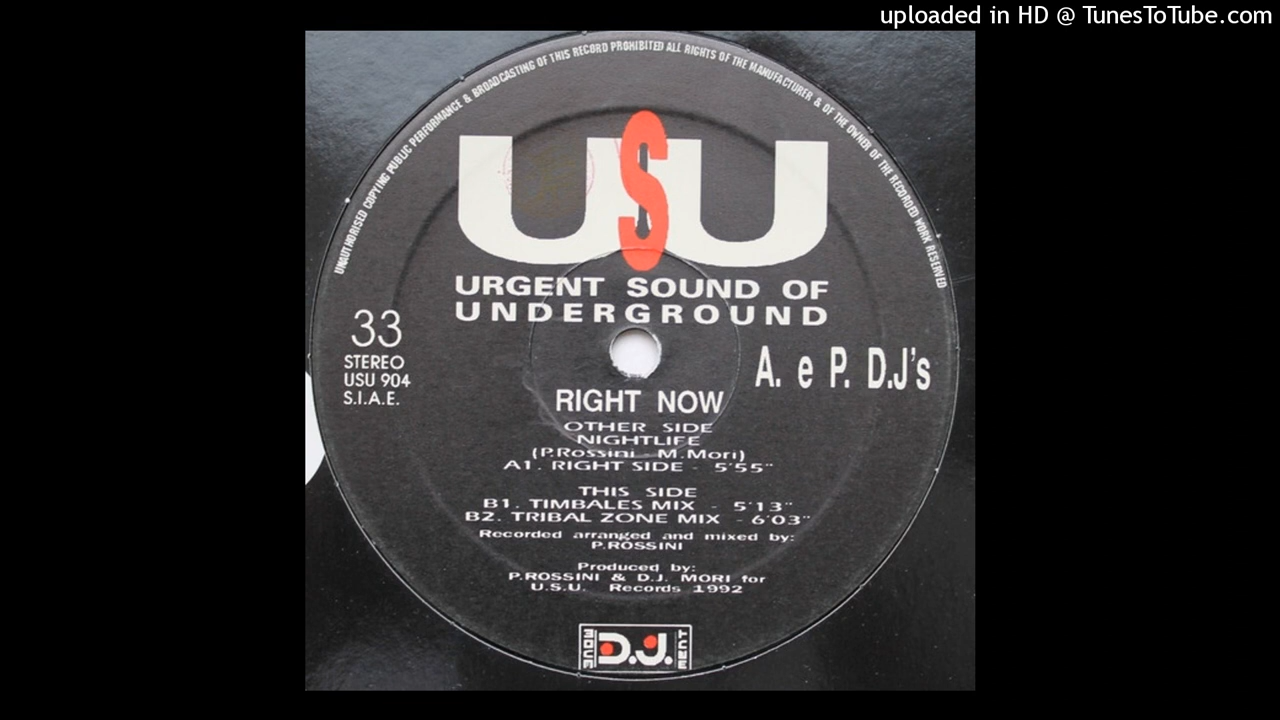 uploaded in HD @ TunesToTube.com
UNAUTHORISED COPYING PUBLIC PERFORMANCE & BROADCASTING OF THIS RECORD PROHIBITED ALL RIGHTS OF THE MANUFACTURER & OF THE OWNER OF THE RECORDED WORK RESERVED
USU
URGENT SOUND OF
UNDERGROUND
33
STEREO
USU 904
S.I.A.E.
A. e P. D.J's
RIGHT NOW
OTHER SIDE
NIGHTLIFE
(P.Rossini - M.Mori)
A1. RIGHT SIDE - 5'55"
THIS SIDE
B1. TIMBALES MIX - 5'13"
B2. TRIBAL ZONE MIX - 6'03"
Recorded arranged and mixed by:
P.ROSSINI
Produced by:
P.ROSSINI & D.J. MORI for
U.S.U. Records 1992
D.J.